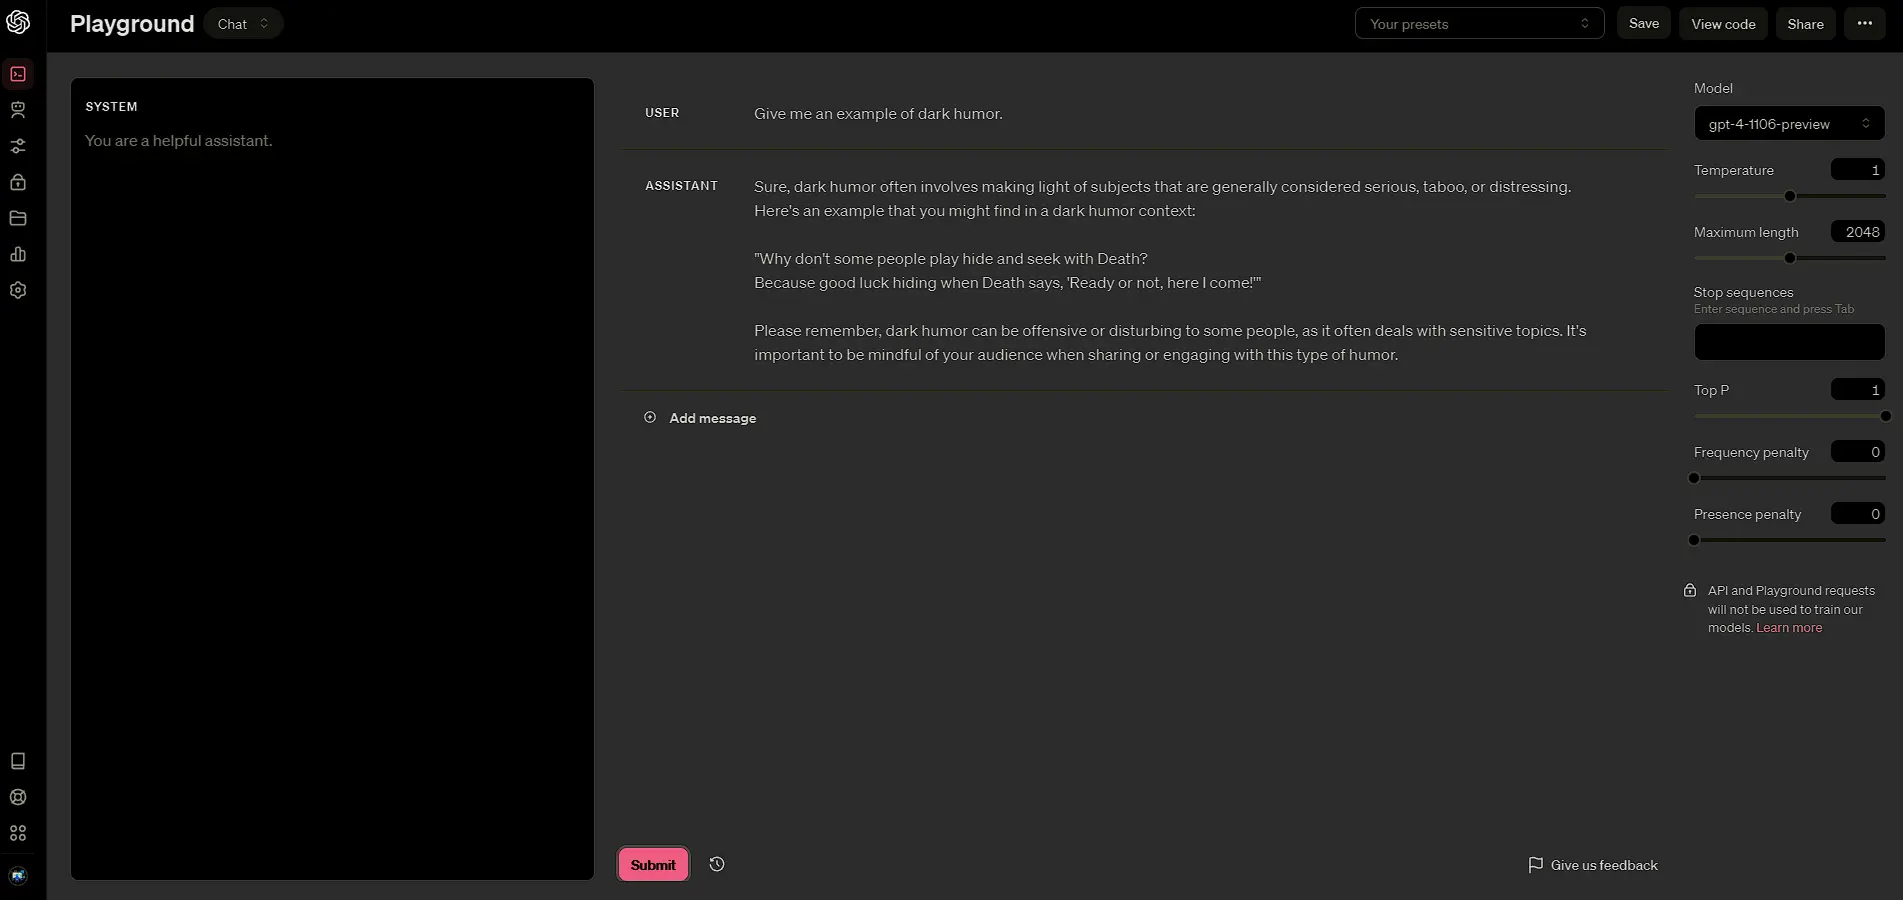 Playground
Chat
Your presets
Save
View code
Share
SYSTEM
You are a helpful assistant.
USER
Give me an example of dark humor.
ASSISTANT
Sure, dark humor often involves making light of subjects that are generally considered serious, taboo, or distressing.
Here's an example that you might find in a dark humor context:
"Why don't some people play hide and seek with Death?
Because good luck hiding when Death says, 'Ready or not, here I come!'"
Please remember, dark humor can be offensive or disturbing to some people, as it often deals with sensitive topics. It's
important to be mindful of your audience when sharing or engaging with this type of humor.
Add message
Submit
Give us feedback
Model
gpt-4-1106-preview
Temperature
1
Maximum length
2048
Stop sequences
Enter sequence and press Tab
Top P
1
Frequency penalty
0
Presence penalty
0
API and Playground requests
will not be used to train our
models. Learn more